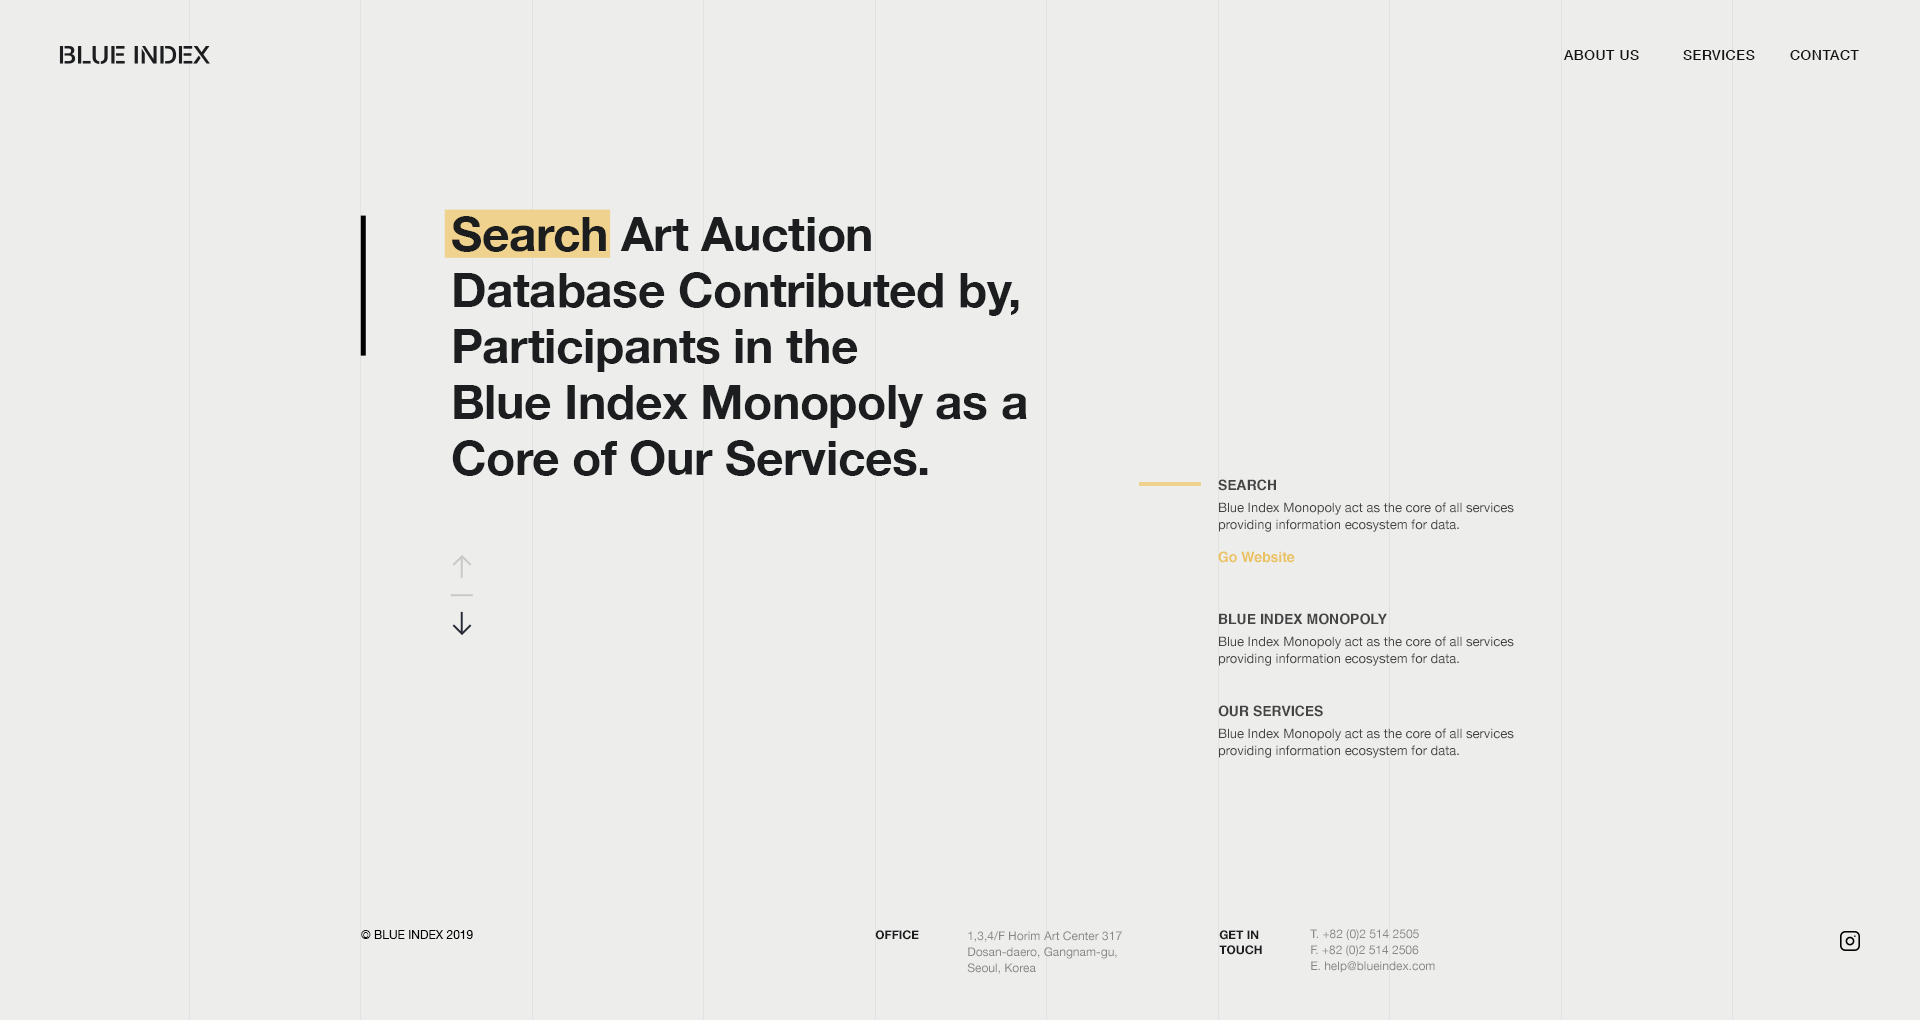 BLUE INDEX
ABOUT US SERVICES CONTACT
Search Art Auction
Database Contributed by,
Participants in the
Blue Index Monopoly as a
Core of Our Services.
SEARCH
Blue Index Monopoly act as the core of all services
providing information ecosystem for data.
Go Website
BLUE INDEX MONOPOLY
Blue Index Monopoly act as the core of all services
providing information ecosystem for data.
OUR SERVICES
Blue Index Monopoly act as the core of all services
providing information ecosystem for data.
© BLUE INDEX 2019
OFFICE
1,3,4/F Horim Art Center 317
Dosan-daero, Gangnam-gu,
Seoul, Korea
GET IN
TOUCH
T. +82 (0)2 514 2505
F. +82 (0)2 514 2506
E. help@blueindex.com